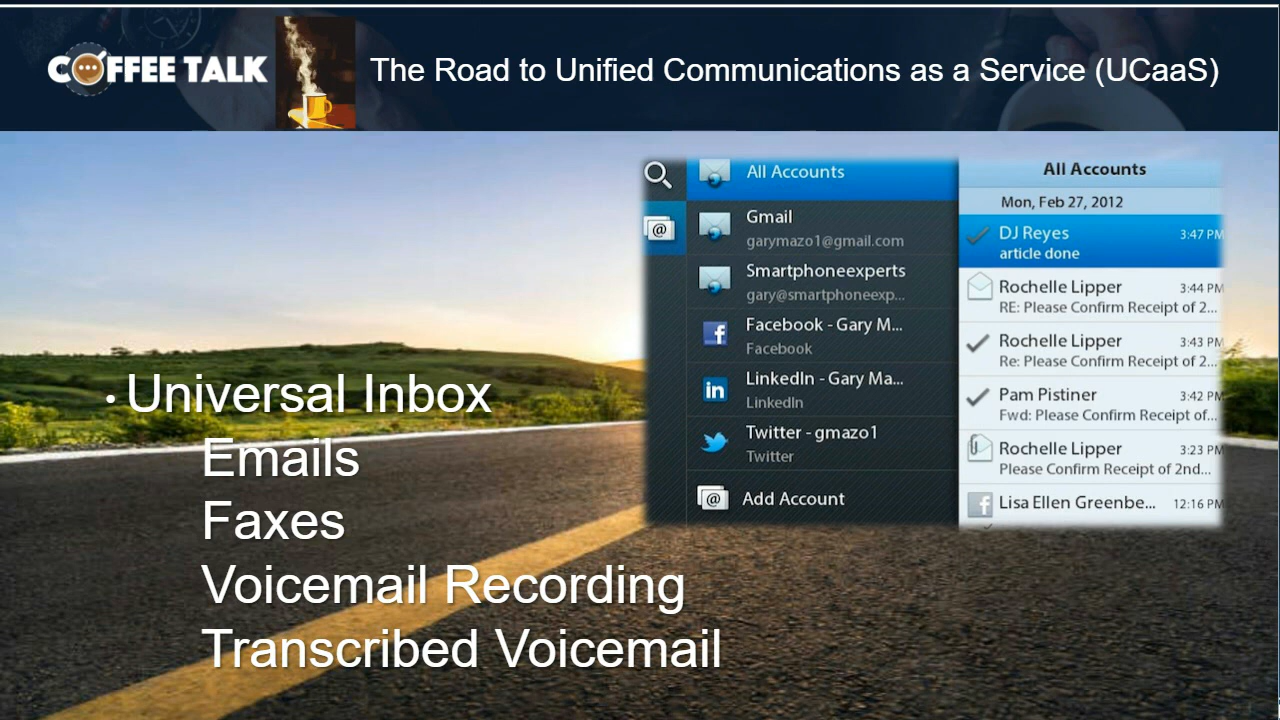 COFFEE TALK
The Road to Unified Communications as a Service (UCaaS)
All Accounts
Gmail
garymazo1@gmail.com
Smartphoneexperts
gary@smartphoneexp...
Facebook - Gary M...
Facebook
LinkedIn - Gary Ma...
LinkedIn
Twitter - gmazo1
Twitter
Add Account
All Accounts
Mon, Feb 27, 2012
DJ Reyes 3:47 PM
article done
Rochelle Lipper 3:44 PM
RE: Please Confirm Receipt of 2...
Rochelle Lipper 3:43 PM
Re: Please Confirm Receipt of 2...
Pam Pistiner 3:42 PM
Fwd: Please Confirm Receipt of...
Rochelle Lipper 3:23 PM
Please Confirm Receipt of 2nd...
Lisa Ellen Greenbe... 12:16 PM
• Universal Inbox
Emails
Faxes
Voicemail Recording
Transcribed Voicemail